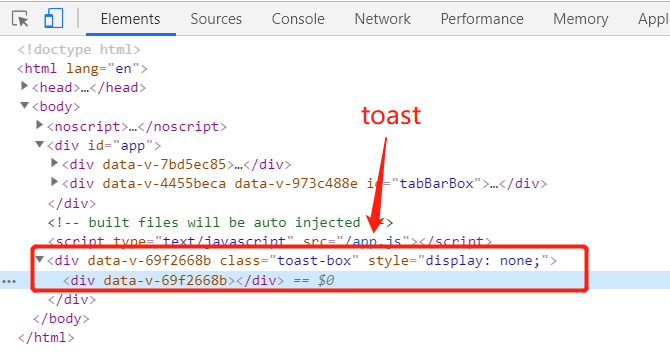 Elements Sources Console Network Performance Memory Appl
<!doctype html>
<html lang="en">
<head>…</head>
<body>
<noscript>…</noscript>
toast
<div id="app">
<div data-v-7bd5ec85>…</div>
<div data-v-4455beca data-v-973c488e id="tabBarBox">…</div>
</div>
<!-- built files will be auto injected -->
<script type="text/javascript" src="/app.js"></script>
<div data-v-69f2668b class="toast-box" style="display: none;">
… <div data-v-69f2668b></div> == $0
</div>
</body>
</html>